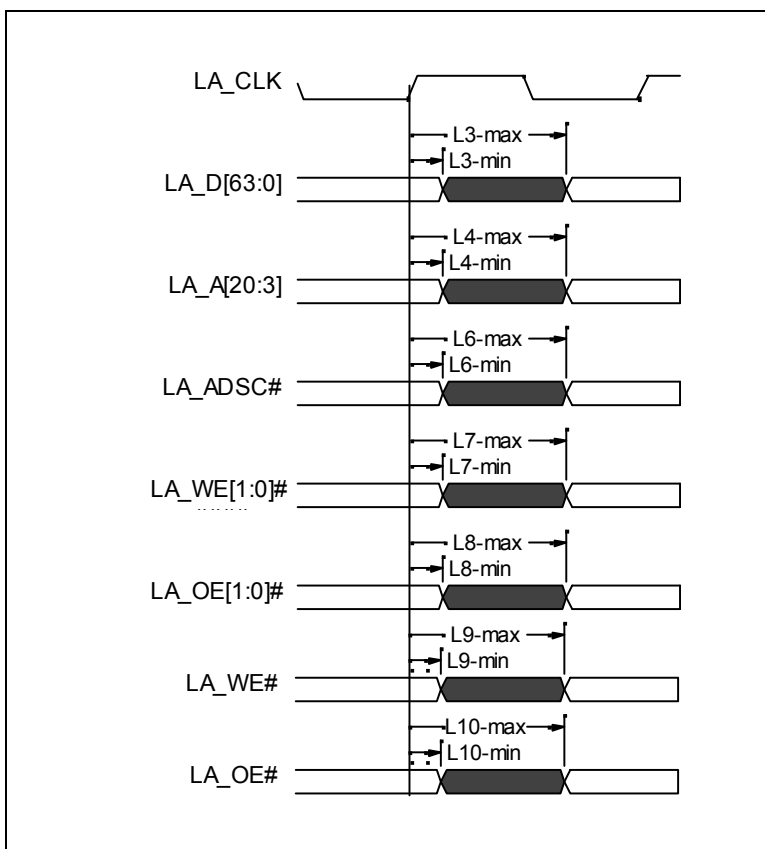 LA_CLK
L3-max
L3-min
LA_D[63:0]
L4-max
L4-min
LA_A[20:3]
L6-max
L6-min
LA_ADSC#
L7-max
L7-min
LA_WE[1:0]#
L8-max
L8-min
LA_OE[1:0]#
L9-max
L9-min
LA_WE#
L10-max
L10-min
LA_OE#